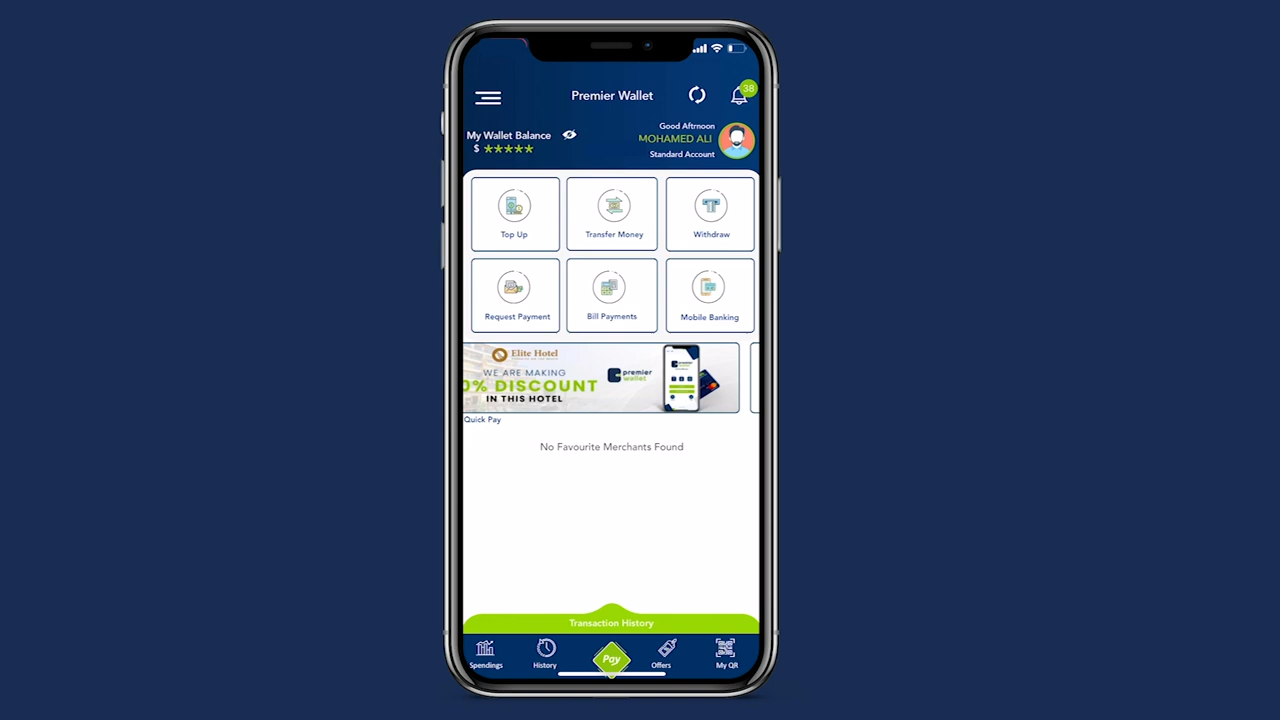 Premier Wallet
38
Good Aftrnoon
My Wallet Balance
MOHAMED ALI
$ *****
Standard Account
Top Up
Transfer Money
Withdraw
Request Payment
Bill Payments
Mobile Banking
Elite Hotel
WE ARE MAKING
0% DISCOUNT
IN THIS HOTEL
premier
wallet
Quick Pay
No Favourite Merchants Found
Transaction History
Spendings
History
Pay
Offers
My QR